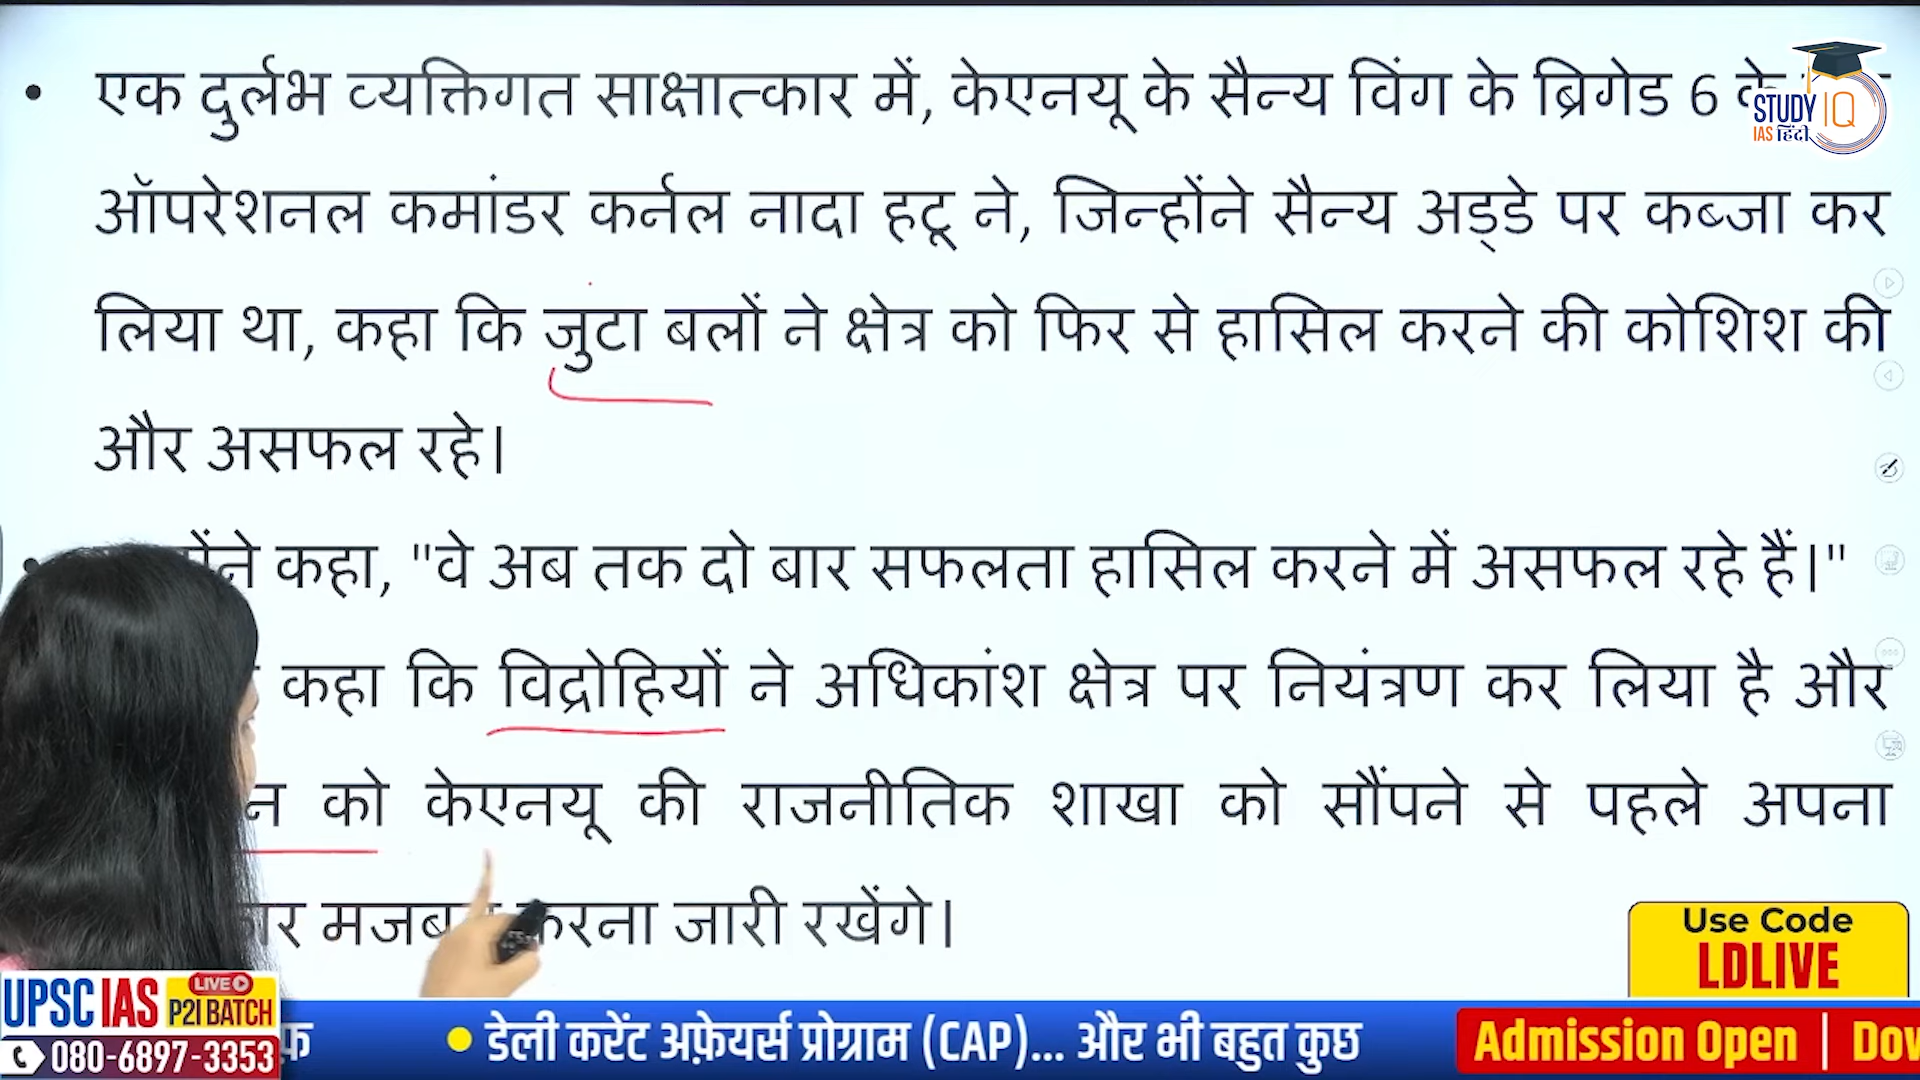 • एक दुर्लभ व्यक्तिगत साक्षात्कार में, केएनयू के सैन्य विंग के ब्रिगेड 6 के
ऑपरेशनल कमांडर कर्नल नादा हटू ने, जिन्होंने सैन्य अड्डे पर कब्जा कर
लिया था, कहा कि जुटा बलों ने क्षेत्र को फिर से हासिल करने की कोशिश की
और असफल रहे।
कहा, "वे अब तक दो बार सफलता हासिल करने में असफल रहे हैं।"
कहा कि विद्रोहियों ने अधिकांश क्षेत्र पर नियंत्रण कर लिया है और
को केएनयू की राजनीतिक शाखा को सौंपने से पहले अपना
करना जारी रखेंगे।
STUDY IQ
IAS हिंदी
Use Code
LDLIVE
UPSC IAS LIVE
P2I BATCH
080-6897-3353
• डेली करेंट अफ़ेयर्स प्रोग्राम (CAP)... और भी बहुत कुछ
Admission Open |